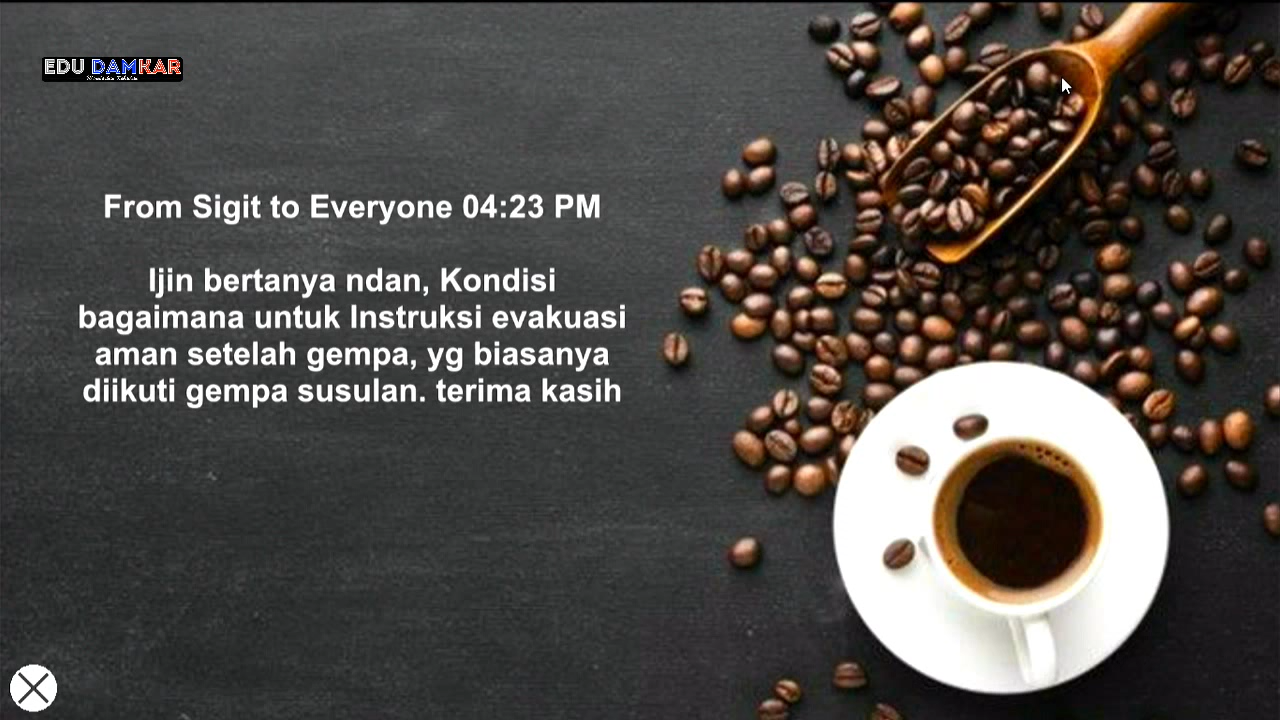 EDU DAMKAR
From Sigit to Everyone 04:23 PM
Ijin bertanya ndan, Kondisi
bagaimana untuk Instruksi evakuasi
aman setelah gempa, yg biasanya
diikuti gempa susulan. terima kasih